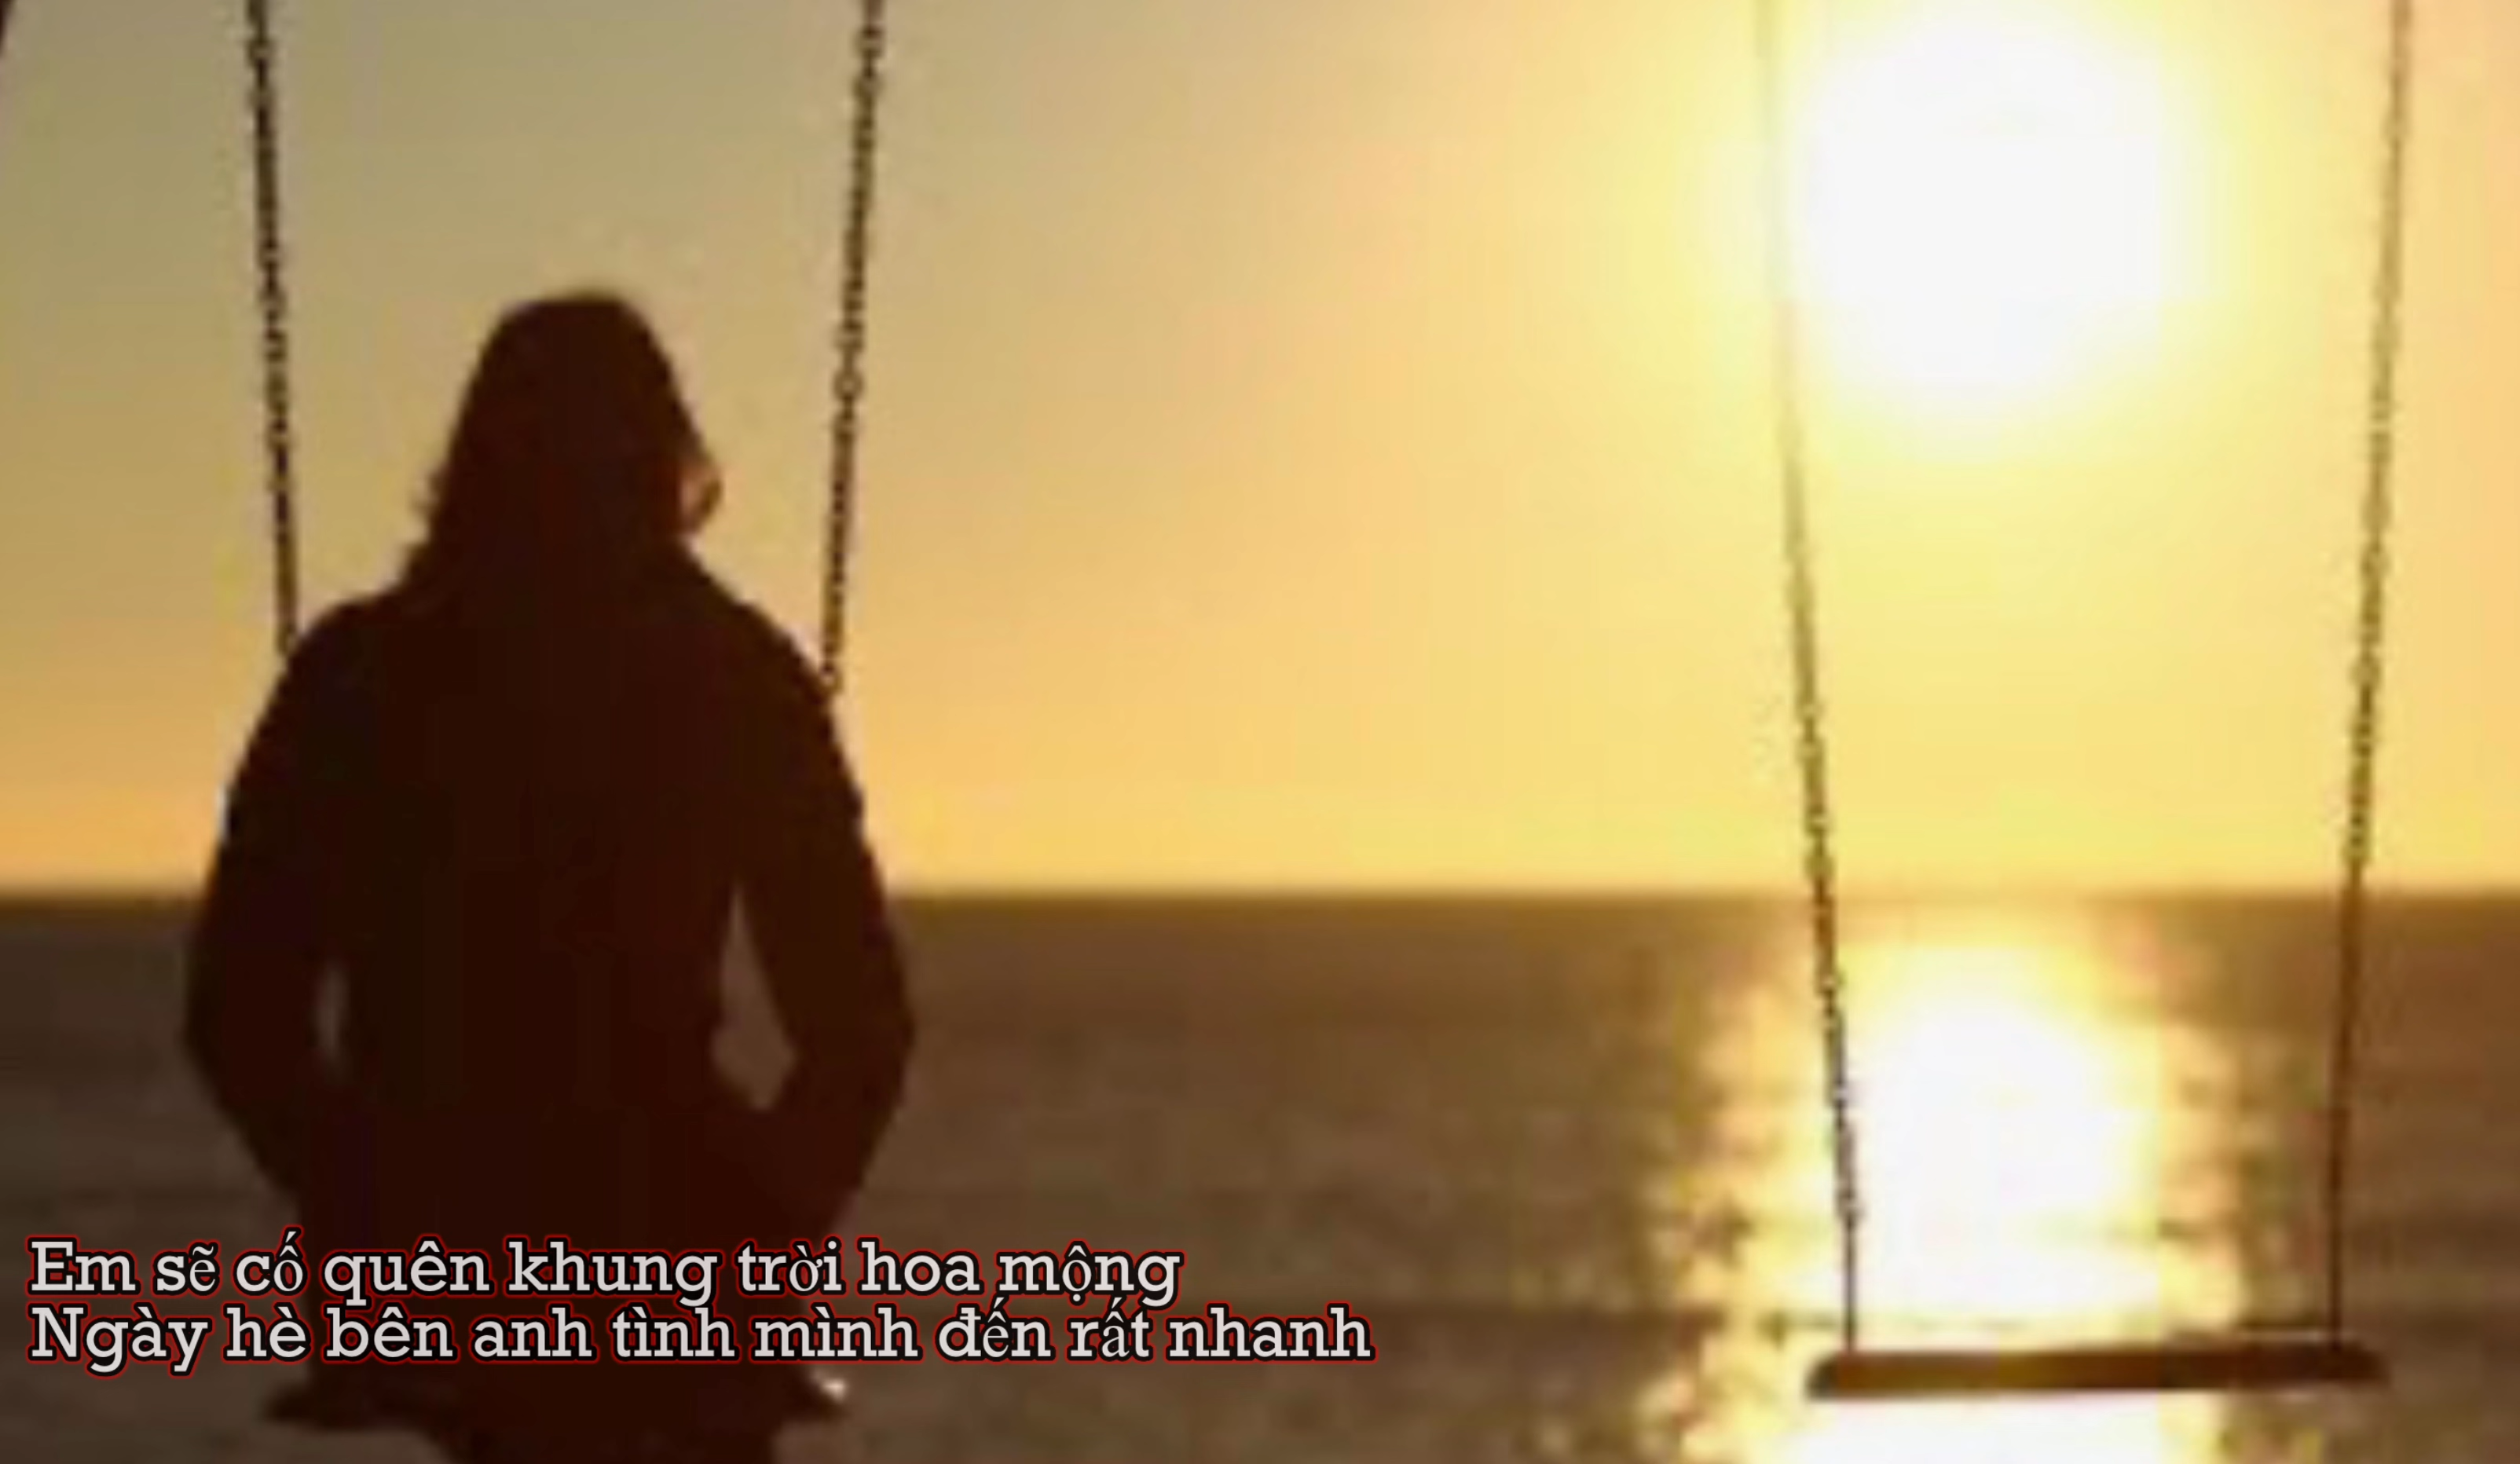 Em sẽ cố quên khung trời hoa mộng
Ngày hè bên anh tình mình đến rất nhanh